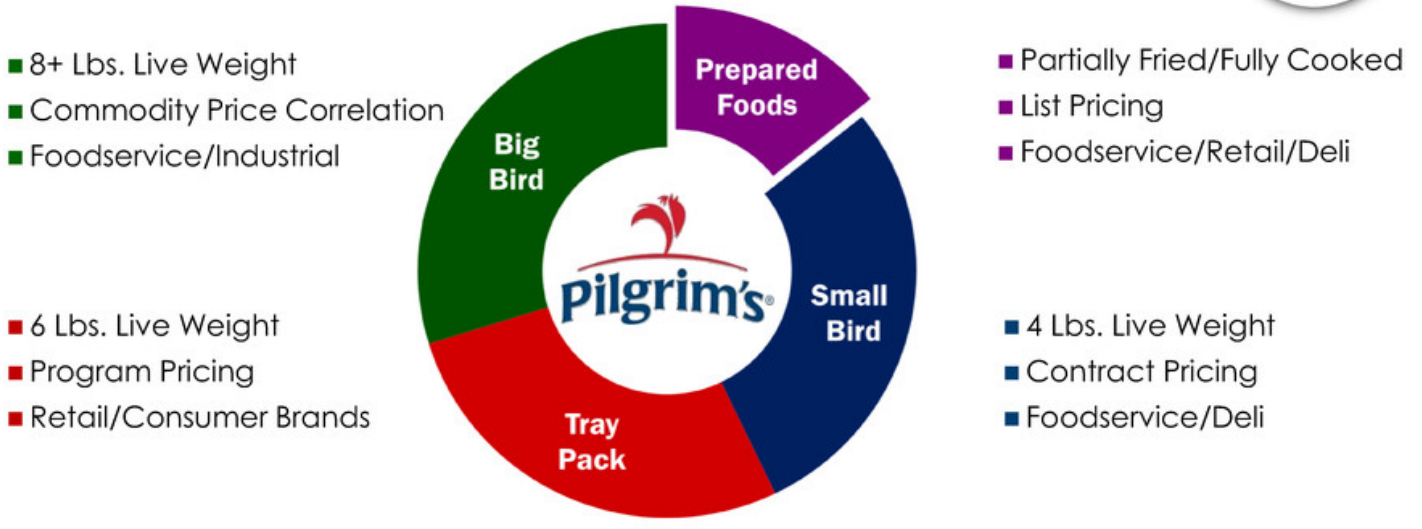 8+ Lbs. Live Weight
Commodity Price Correlation
Foodservice/Industrial
Prepared
Foods
Partially Fried/Fully Cooked
List Pricing
Foodservice/Retail/Deli
Big
Bird
Pilgrim's®
Small
Bird
6 Lbs. Live Weight
Program Pricing
Retail/Consumer Brands
Tray
Pack
4 Lbs. Live Weight
Contract Pricing
Foodservice/Deli